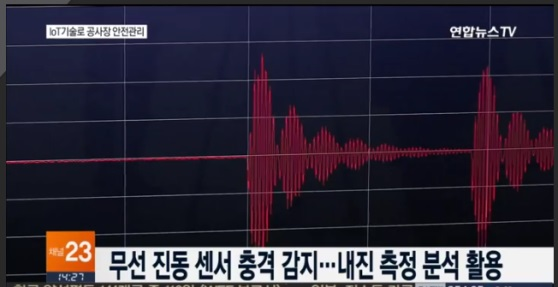 IoT기술로 공사장 안전관리
연합뉴스TV
채널 23
무선 진동 센서 충격 감지…내진 측정 분석 활용
14:27